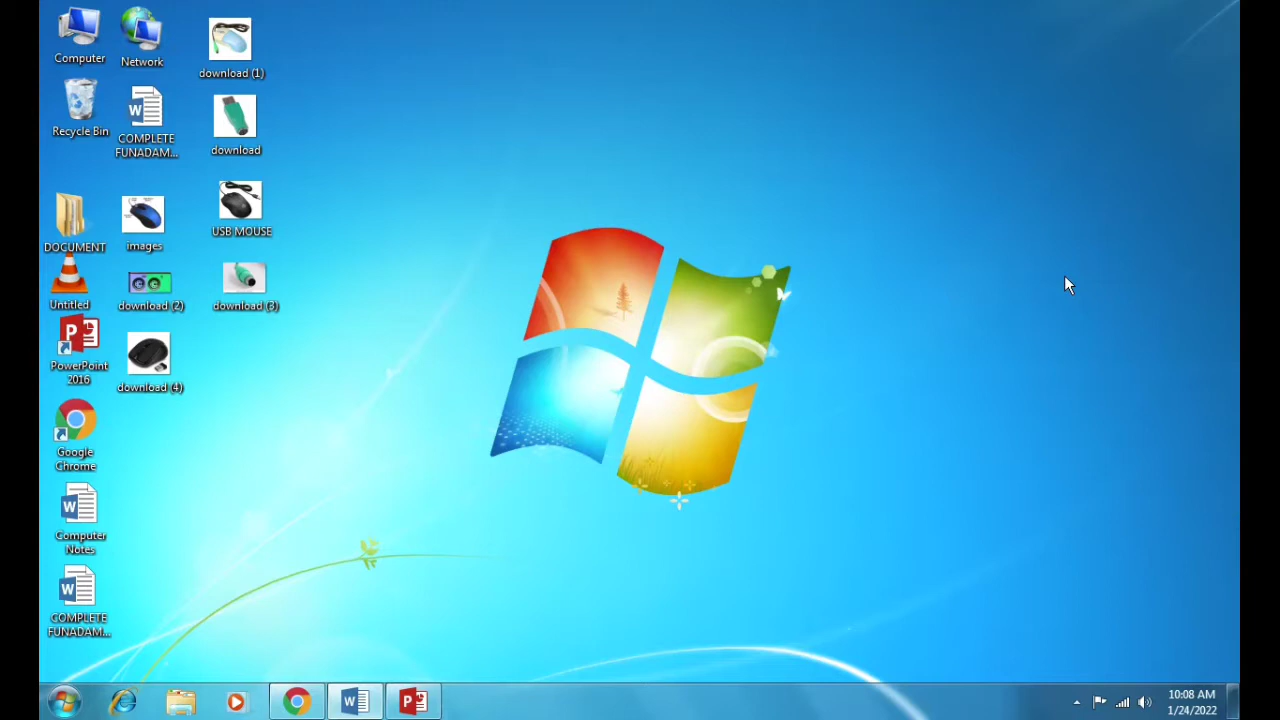 Computer
Network
download (1)
Recycle Bin
COMPLETE
FUNADAM...
download
DOCUMENT
images
USB MOUSE
Untitled
download (2)
download (3)
PowerPoint
2016
download (4)
Google
Chrome
Computer
Notes
COMPLETE
FUNADAM...
10:08 AM
1/24/2022